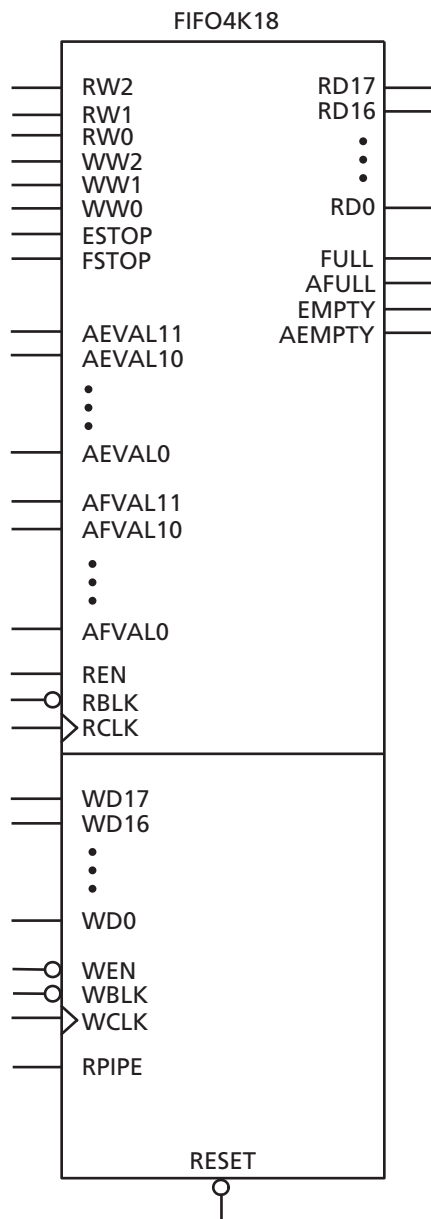 FIFO4K18
RW2
RW1
RW0
WW2
WW1
WW0
ESTOP
FSTOP
AEVAL11
AEVAL10
AEVAL0
AFVAL11
AFVAL10
AFVAL0
REN
RBLK
RCLK
RD17
RD16
RD0
FULL
AFULL
EMPTY
AEMPTY
WD17
WD16
WD0
WEN
WBLK
WCLK
RPIPE
RESET